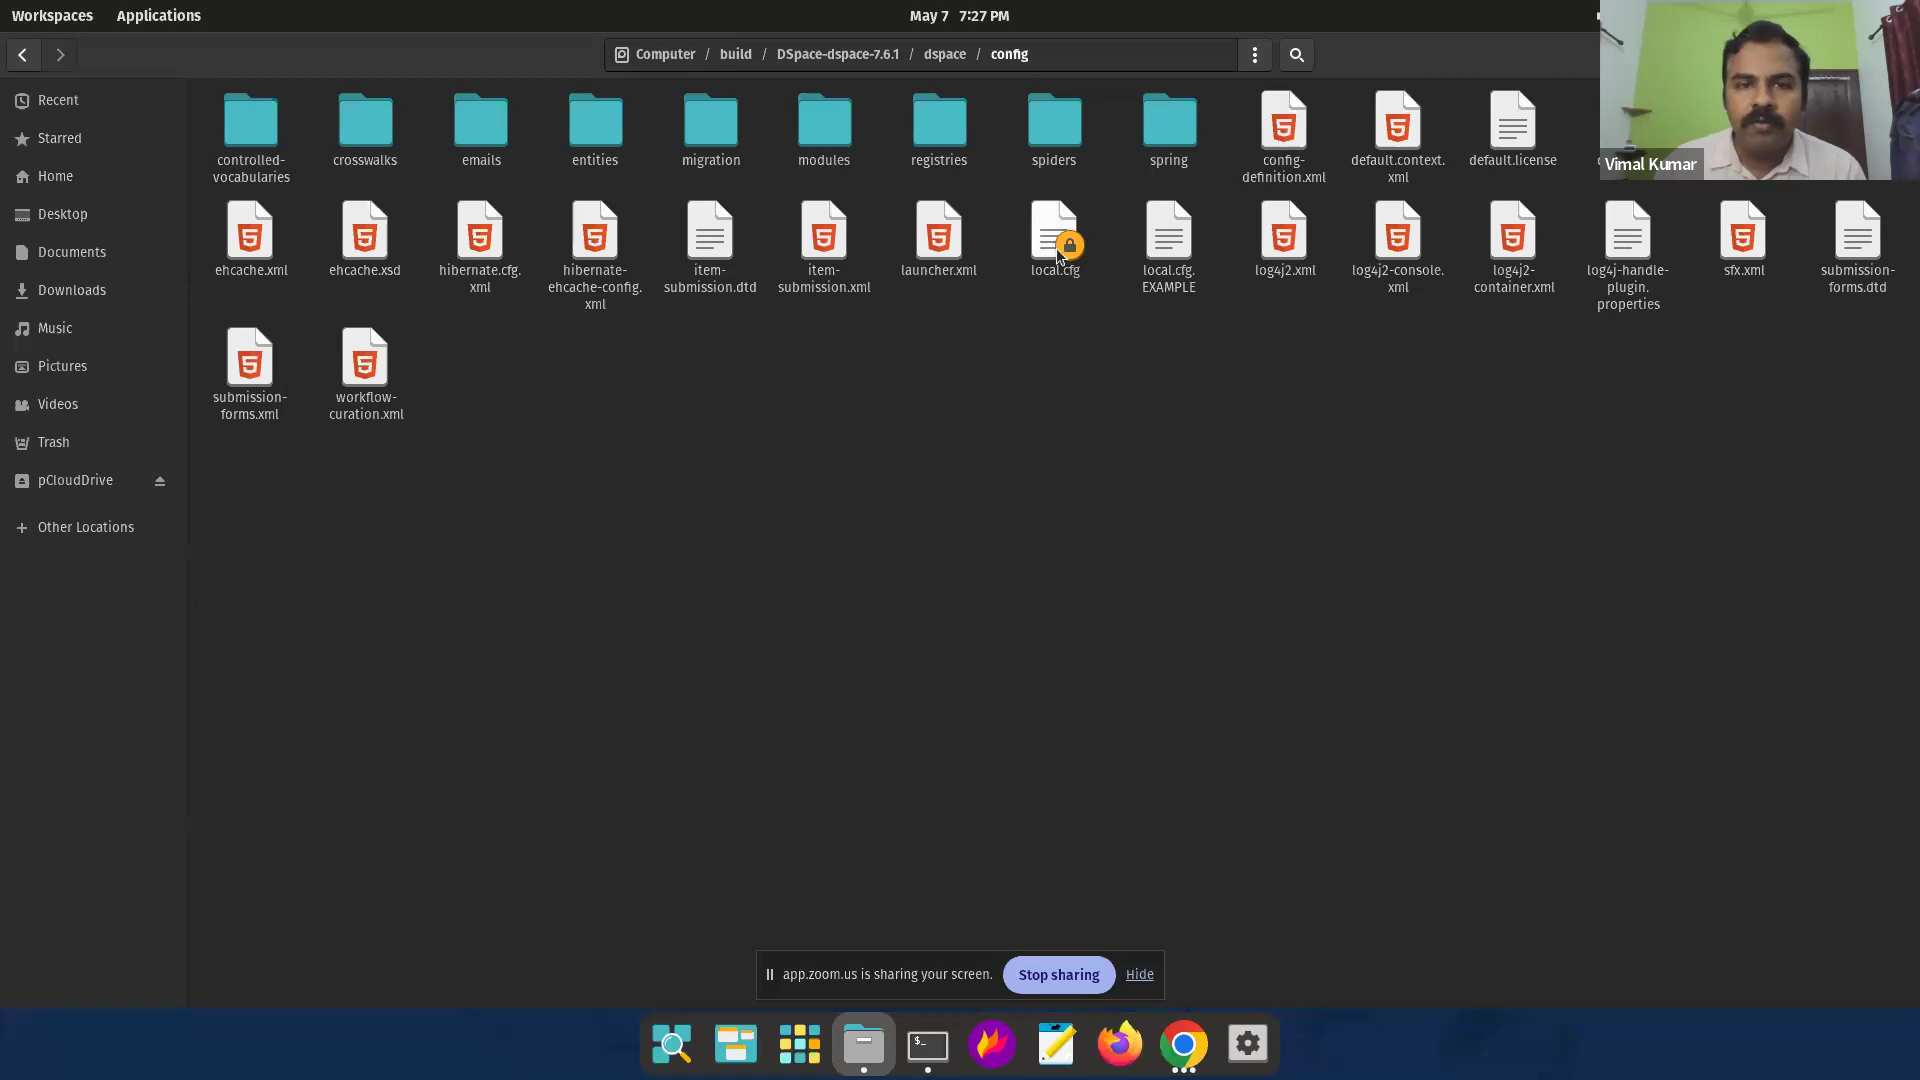 Workspaces
Applications
May 7 7:27 PM
Computer / build / DSpace-dspace-7.6.1 / dspace / config
Recent
Starred
Home
Desktop
Documents
Downloads
Music
Pictures
Videos
Trash
pCloudDrive
Other Locations
controlled-
vocabularies
crosswalks
emails
entities
migration
modules
registries
spiders
spring
config-
definition.xml
default.context.
xml
default.license
Vimal Kumar
ehcache.xml
ehcache.xsd
hibernate.cfg.
xml
hibernate-
ehcache-config.
xml
item-
submission.dtd
item-
submission.xml
launcher.xml
local.cfg
local.cfg.
EXAMPLE
log4j2.xml
log4j2-console.
xml
log4j2-
container.xml
log4j-handle-
plugin.
properties
sfx.xml
submission-
forms.dtd
submission-
forms.xml
workflow-
curation.xml
app.zoom.us is sharing your screen.
Stop sharing
Hide
$_